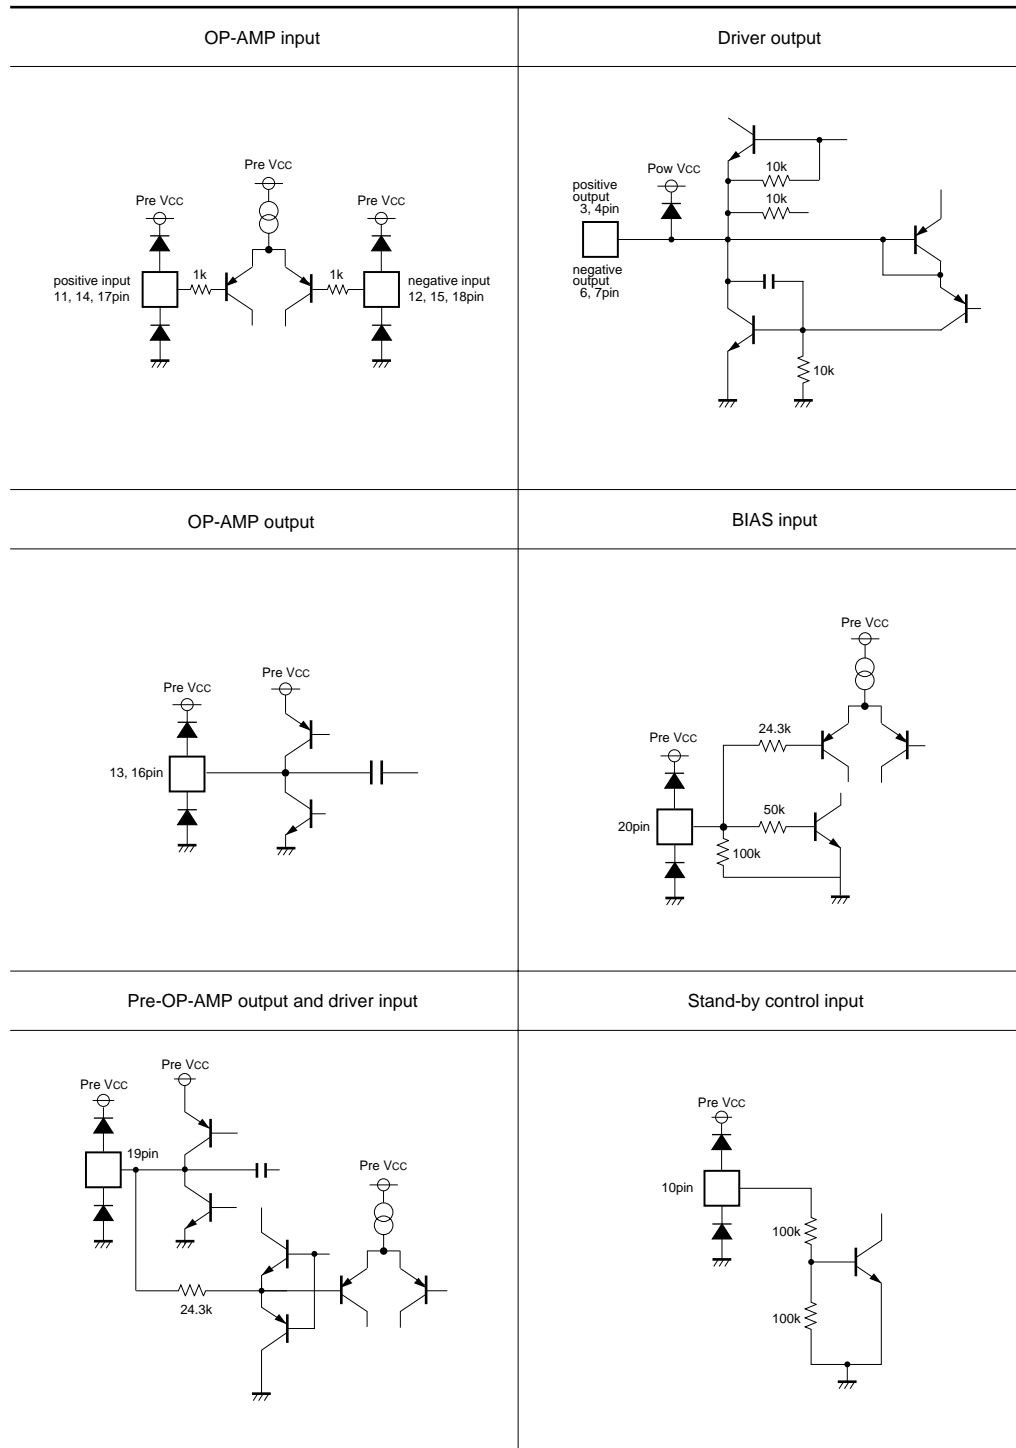 OP-AMP input
Driver output
Pre VCC
Pre VCC
Pre VCC
positive input
11, 14, 17pin
1k
1k
negative input
12, 15, 18pin
Pow VCC
positive
output
3, 4pin
negative
output
6, 7pin
10k
10k
10k
OP-AMP output
BIAS input
Pre VCC
Pre VCC
13, 16pin
Pre VCC
Pre VCC
24.3k
50k
20pin
100k
Pre-OP-AMP output and driver input
Stand-by control input
Pre VCC
Pre VCC
19pin
Pre VCC
24.3k
Pre VCC
10pin
100k
100k